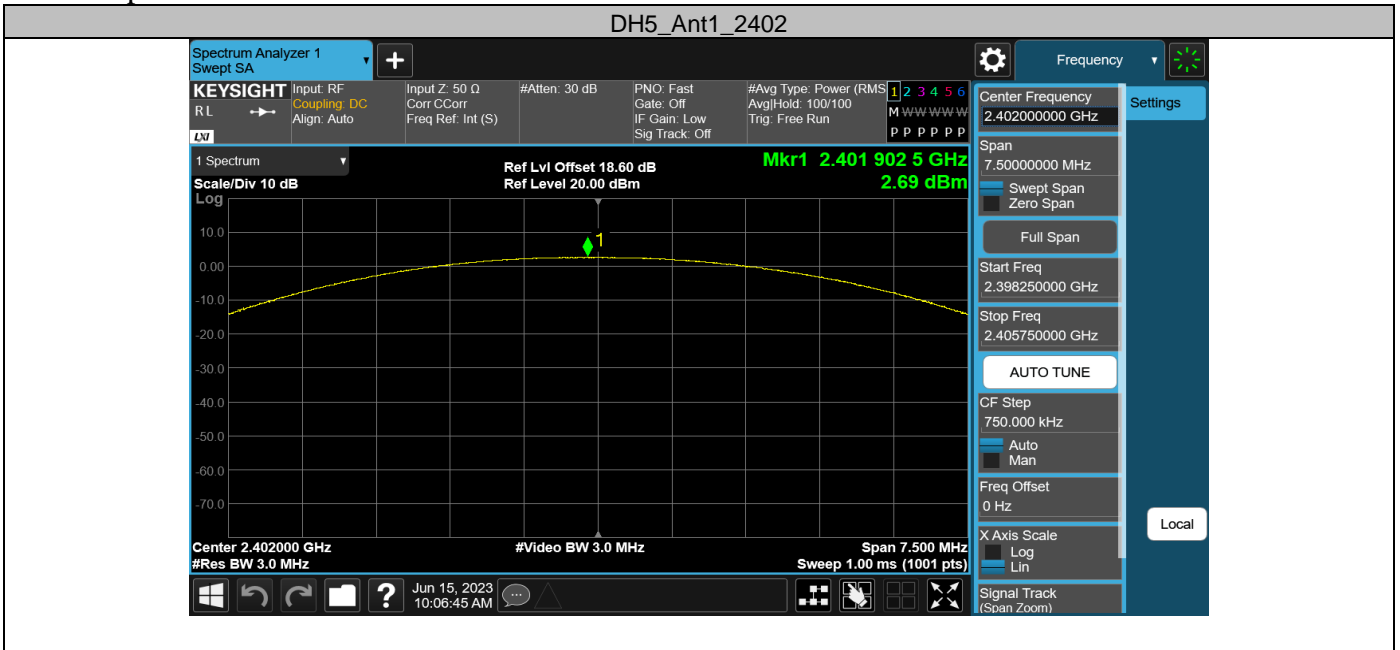 DH5_Ant1_2402
Spectrum Analyzer 1
Swept SA
Frequency
KEYSIGHT
RL
LXI
Input: RF
Coupling: DC
Align: Auto
Input Z: 50 Ω
Corr CCorr
Freq Ref: Int (S)
#Atten: 30 dB
PNO: Fast
Gate: Off
IF Gain: Low
Sig Track: Off
#Avg Type: Power (RMS
Avg|Hold: 100/100
Trig: Free Run
1 2 3 4 5 6
M W W W W W
P P P P P P
1 Spectrum
Scale/Div 10 dB
Ref Lvl Offset 18.60 dB
Ref Level 20.00 dBm
Mkr1 2.401 902 5 GHz
2.69 dBm
Log
10.0
0.00
-10.0
-20.0
-30.0
-40.0
-50.0
-60.0
-70.0
1
Center 2.402000 GHz
#Res BW 3.0 MHz
#Video BW 3.0 MHz
Span 7.500 MHz
Sweep 1.00 ms (1001 pts)
Jun 15, 2023
10:06:45 AM
Center Frequency
2.402000000 GHz
Settings
Span
7.50000000 MHz
Swept Span
Zero Span
Full Span
Start Freq
2.398250000 GHz
Stop Freq
2.405750000 GHz
AUTO TUNE
CF Step
750.000 kHz
Auto
Man
Freq Offset
0 Hz
X Axis Scale
Log
Lin
Local
Signal Track
(Span Zoom)